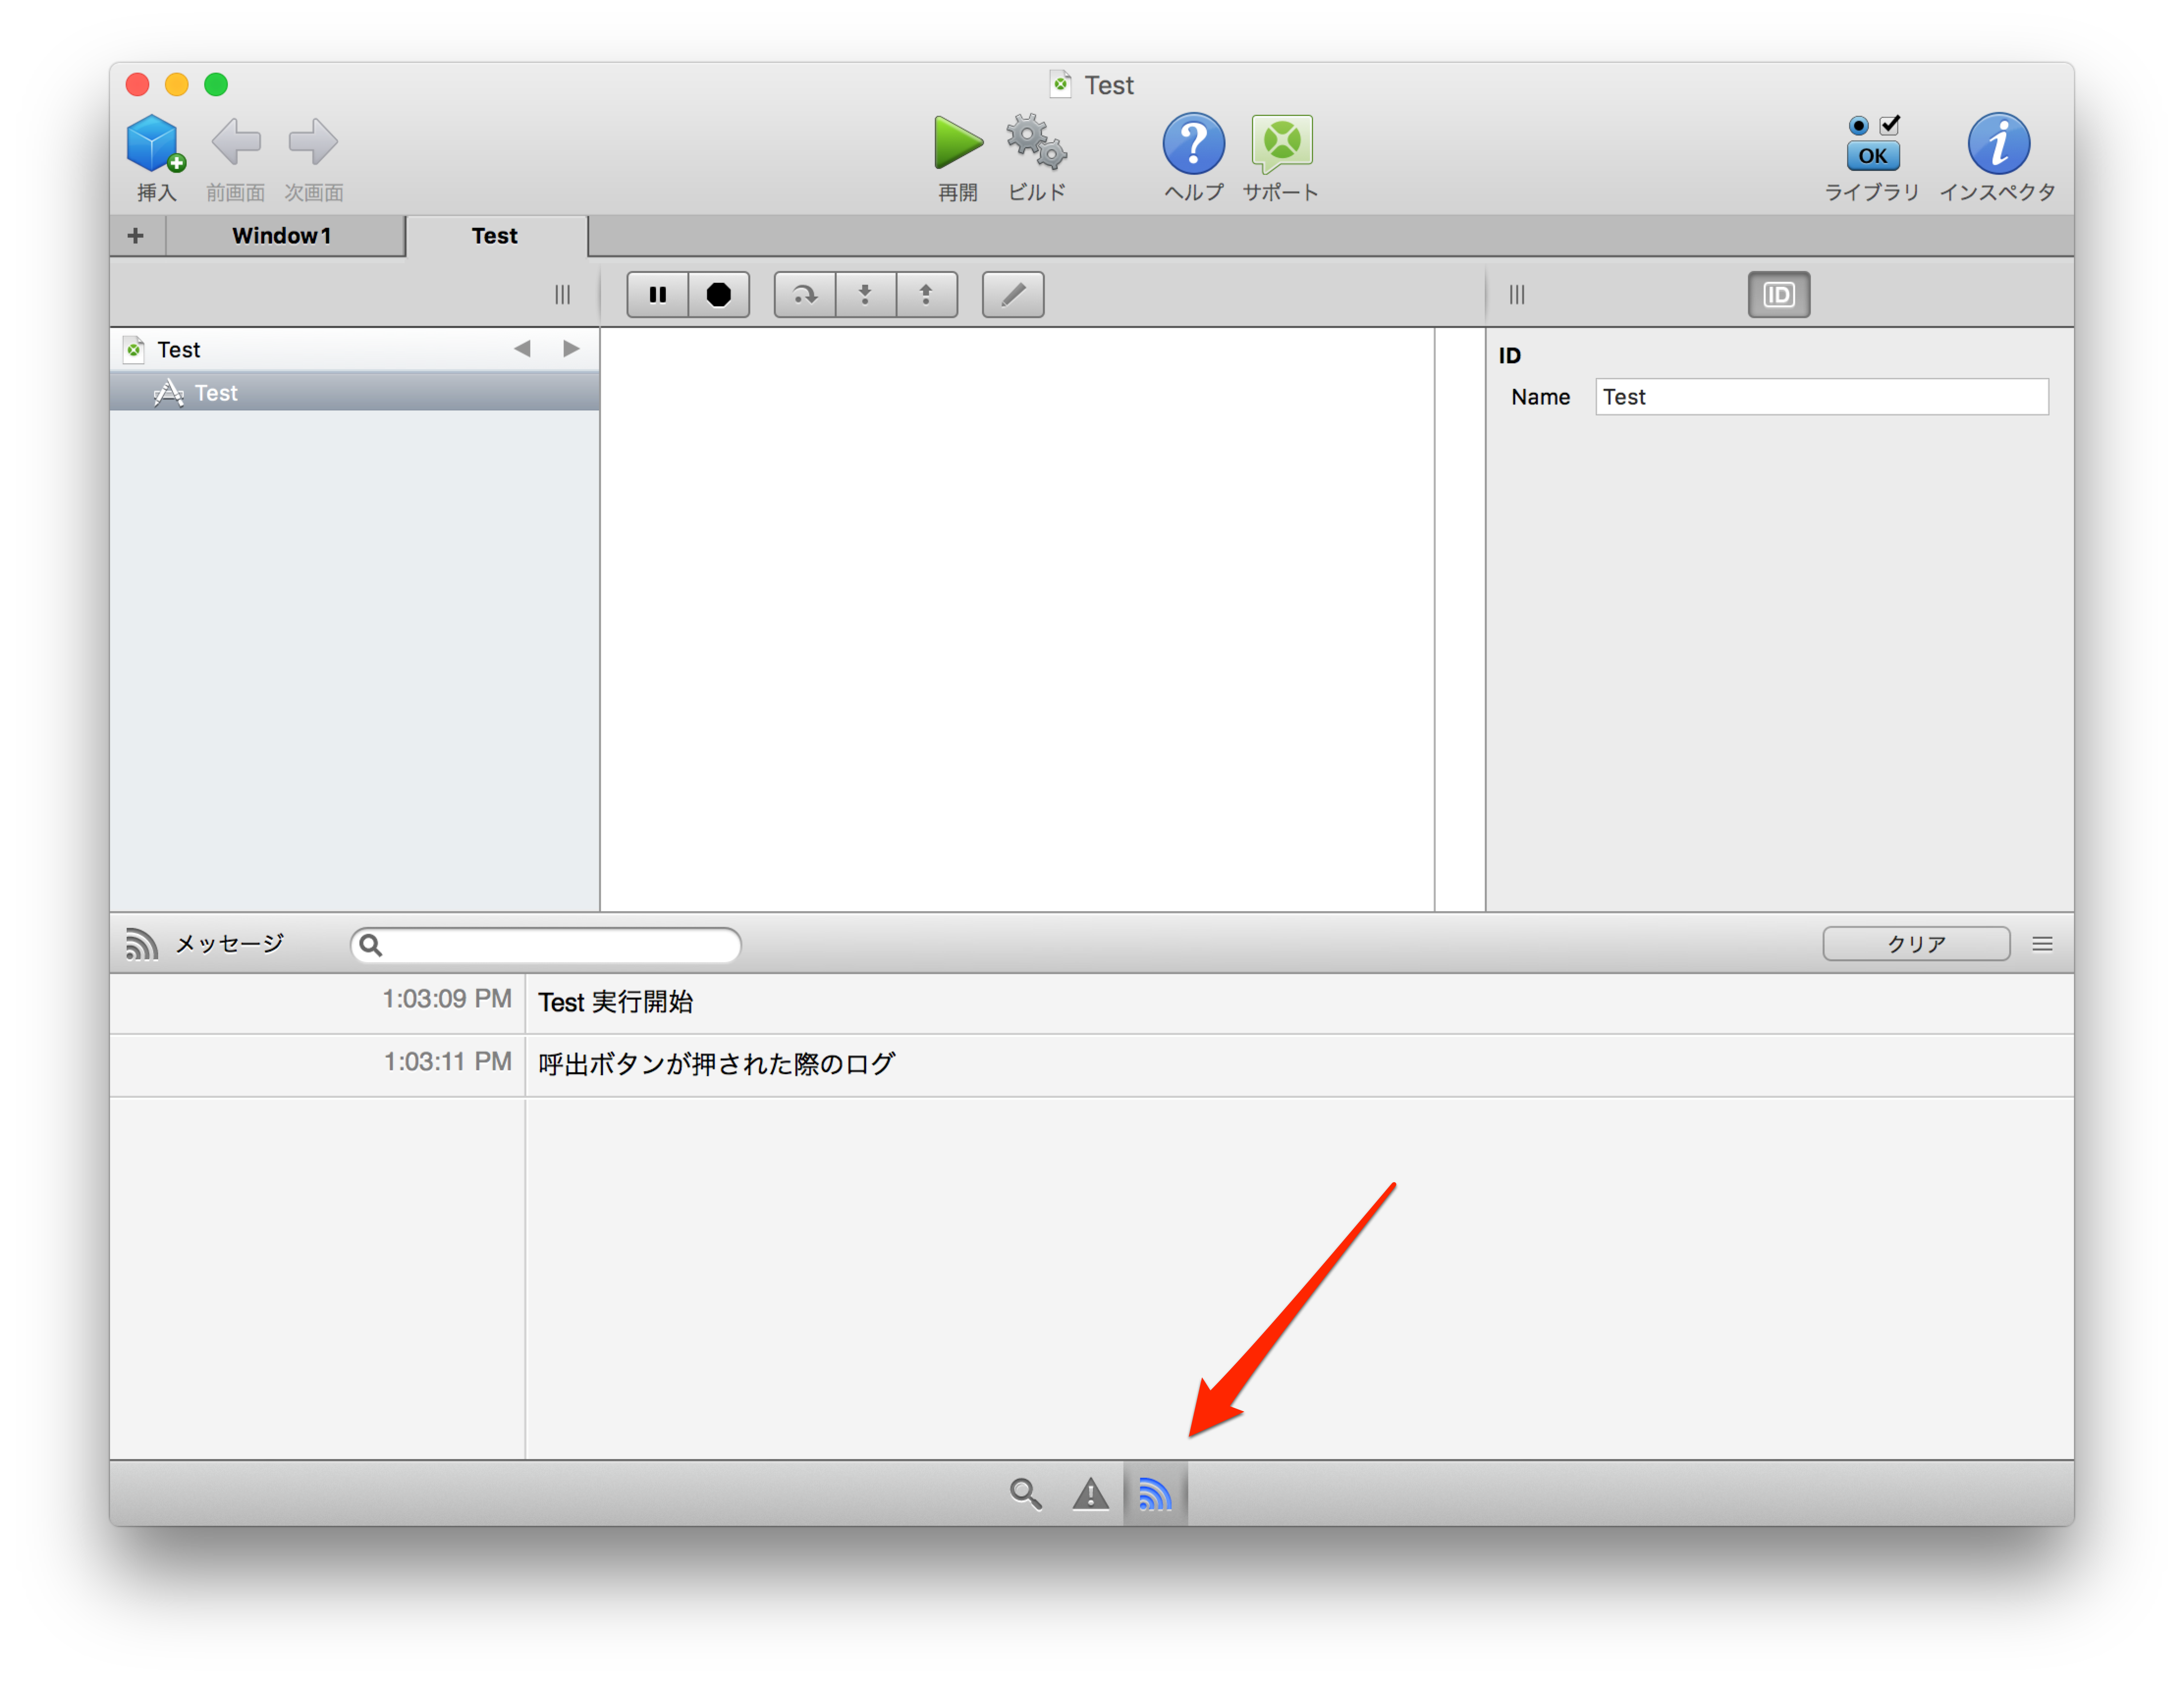 Test
挿入 前画面 次画面 再開 ビルド ヘルプ サポート OK ライブラリ インスペクタ
+ Window1 Test
ID
Test
Test
ID
Name Test
メッセージ クリア
1:03:09 PM Test 実行開始
1:03:11 PM 呼出ボタンが押された際のログ